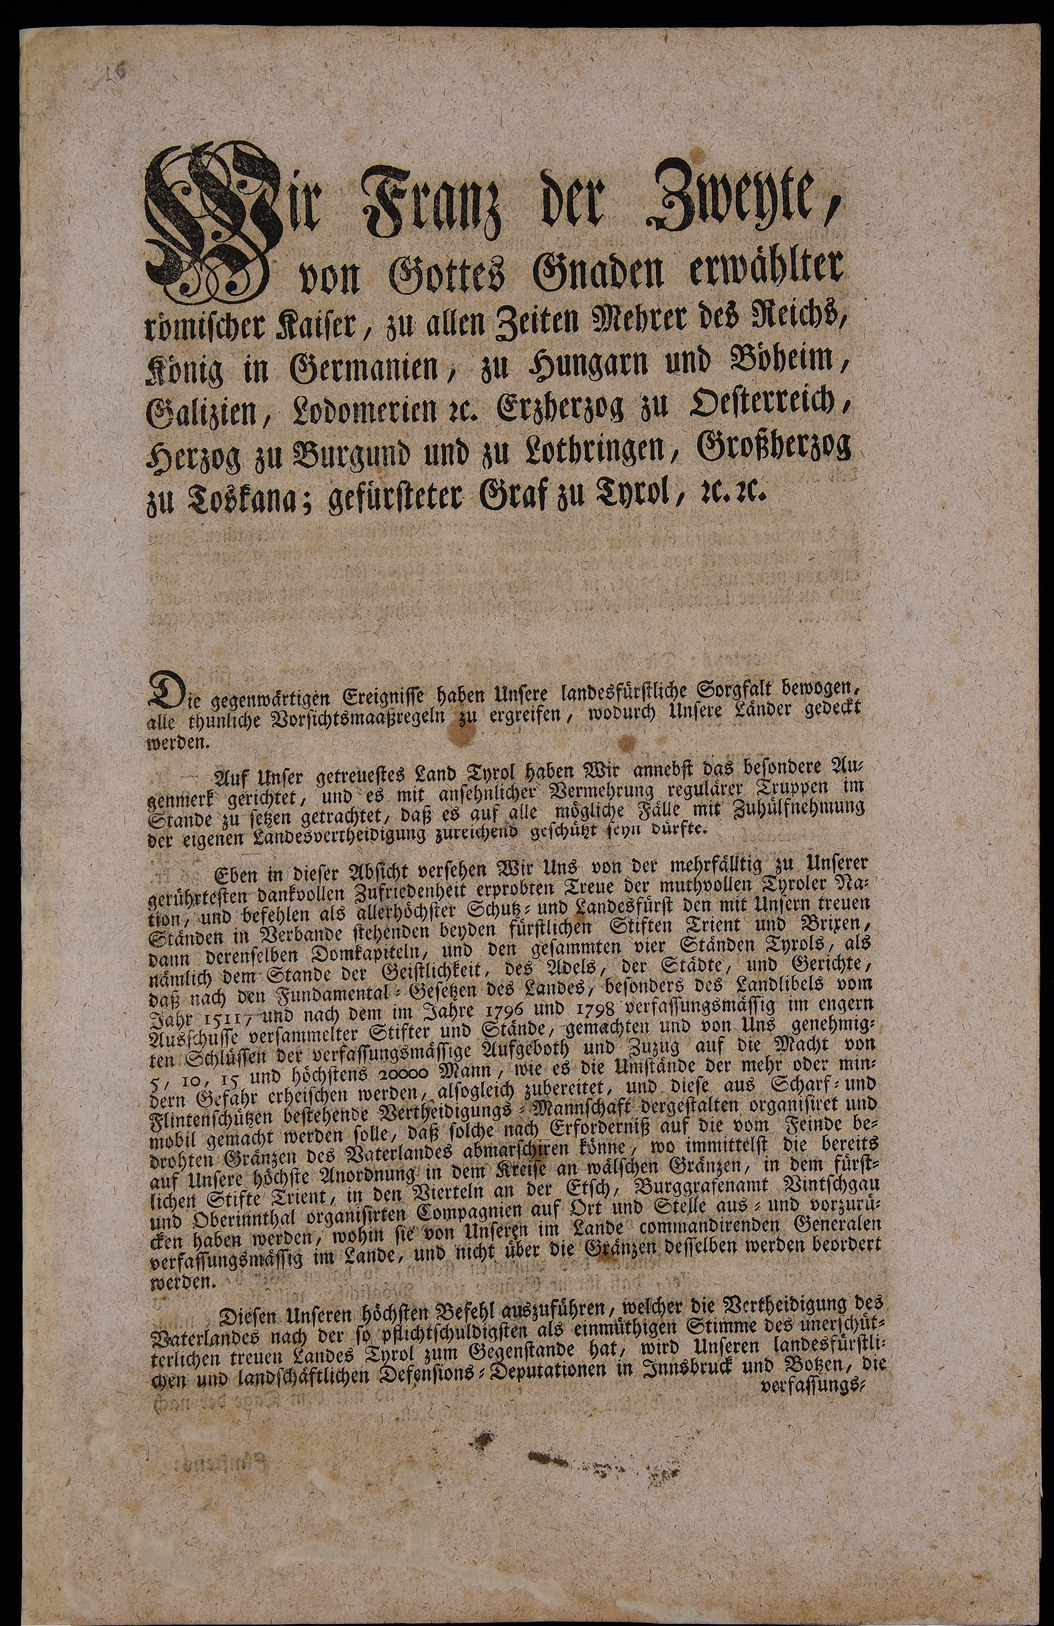 16
Wir Franz der Zweyte,
von Gottes Gnaden erwählter
römischer Kaiser, zu allen Zeiten Mehrer des Reichs,
König in Germanien, zu Hungarn und Böheim,
Galizien, Lodomerien ꝛc. Erzherzog zu Oesterreich,
Herzog zu Burgund und zu Lothringen, Großherzog
zu Toskana; gefürsteter Graf zu Tyrol, ꝛc. ꝛc.
Die gegenwärtigen Ereignisse haben Unsere landesfürstliche Sorgfalt bewogen,
alle thunliche Vorsichtsmaaßregeln zu ergreifen, wodurch Unsere Länder gedeckt
werden.
Auf Unser getreuestes Land Tyrol haben Wir annebst das besondere Au-
genmerk gerichtet, und es mit ansehnlicher Vermehrung regulärer Truppen im
Stande zu setzen getrachtet, daß es auf alle mögliche Fälle mit Zuhülfnehmung
der eigenen Landesvertheidigung zureichend geschützt seyn dürfte.
Eben in dieser Absicht versehen Wir Uns von der mehrfälltig zu Unserer
gerührtesten dankvollen Zufriedenheit erprobten Treue der muthvollen Tyroler Na-
tion, und befehlen als allerhöchster Schutz- und Landesfürst den mit Unsern treuen
Ständen in Verbande stehenden beyden fürstlichen Stiften Trient und Brixen,
dann derenselben Domkapiteln, und den gesammten vier Ständen Tyrols, als
nämlich dem Stande der Geistlichkeit, des Adels, der Städte, und Gerichte,
daß nach den Fundamental-Gesetzen des Landes, besonders des Landlibels vom
Jahr 1511, und nach dem im Jahre 1796 und 1798 verfassungsmässig im engern
Ausschusse versammelter Stifter und Stände, gemachten und von Uns genehmig-
ten Schlüssen der verfassungsmässige Aufgeboth und Zuzug auf die Macht von
5, 10, 15 und höchstens 20000 Mann, wie es die Umstände der mehr oder min-
dern Gefahr erheischen werden, alsogleich zubereitet, und diese aus Scharf- und
Flintenschützen bestehende Vertheidigungs-Mannschaft dergestalten organisiret und
mobil gemacht werden solle, daß solche nach Erforderniß auf die vom Feinde be-
drohten Gränzen des Vaterlandes abmarschiren könne, wo immittelst die bereits
auf Unsere höchste Anordnung in dem Kreise an wälschen Gränzen, in dem fürst-
lichen Stifte Trient, in den Vierteln an der Etsch, Burggrafenamt Vintschgau
und Oberinnthal organisirten Compagnien auf Ort und Stelle aus- und vorzurü-
cken haben werden, wohin sie von Unseren im Lande commandirenden Generalen
verfassungsmässig im Lande, und nicht über die Gränzen desselben werden beordert
werden.
Diesen Unseren höchsten Befehl auszuführen, welcher die Vertheidigung des
Vaterlandes nach der so pflichtschuldigsten als einmüthigen Stimme des unerschüt-
terlichen treuen Landes Tyrol zum Gegenstande hat, wird Unseren landesfürstli-
chen und landschäftlichen Defensions-Deputationen in Innsbruck und Botzen, die
verfassungs-